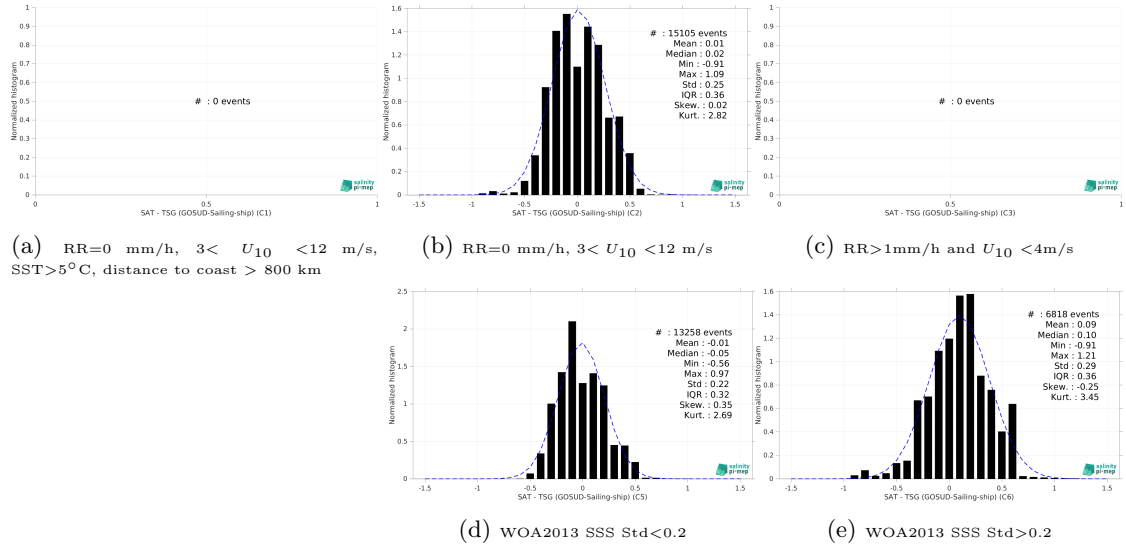 1
0.9
0.8
0.7
0.6
0.5
0.4
0.3
0.2
0.1
0
Normalized histogram
# : 0 events
0 0.5 1
SAT - TSG (GOSUD-Sailing-ship) (C1)
salinity
pi-mep
1.6
1.4
1.2
1
0.8
0.6
0.4
0.2
0
Normalized histogram
# : 15105 events
Mean : 0.01
Median : 0.02
Min : -0.91
Max : 1.09
Std : 0.25
IQR : 0.36
Skew. : 0.02
Kurt. : 2.82
-1.5 -1 -0.5 0 0.5 1 1.5
SAT - TSG (GOSUD-Sailing-ship) (C2)
salinity
pi-mep
1
0.9
0.8
0.7
0.6
0.5
0.4
0.3
0.2
0.1
0
Normalized histogram
# : 0 events
0 0.5 1
SAT - TSG (GOSUD-Sailing-ship) (C3)
salinity
pi-mep
(a) RR=0 mm/h, 3< U10 <12 m/s,
SST>5°C, distance to coast > 800 km
(b) RR=0 mm/h, 3< U10 <12 m/s
(c) RR>1mm/h and U10 <4m/s
2.5
2
1.5
1
0.5
0
Normalized histogram
# : 13258 events
Mean : -0.01
Median : -0.05
Min : -0.56
Max : 0.97
Std : 0.22
IQR : 0.32
Skew. : 0.35
Kurt. : 2.69
-1.5 -1 -0.5 0 0.5 1 1.5
SAT - TSG (GOSUD-Sailing-ship) (C5)
salinity
pi-mep
1.6
1.4
1.2
1
0.8
0.6
0.4
0.2
0
Normalized histogram
# : 6818 events
Mean : 0.09
Median : 0.10
Min : -0.91
Max : 1.21
Std : 0.29
IQR : 0.36
Skew. : -0.25
Kurt. : 3.45
-1.5 -1 -0.5 0 0.5 1 1.5
SAT - TSG (GOSUD-Sailing-ship) (C6)
salinity
pi-mep
(d) WOA2013 SSS Std<0.2
(e) WOA2013 SSS Std>0.2